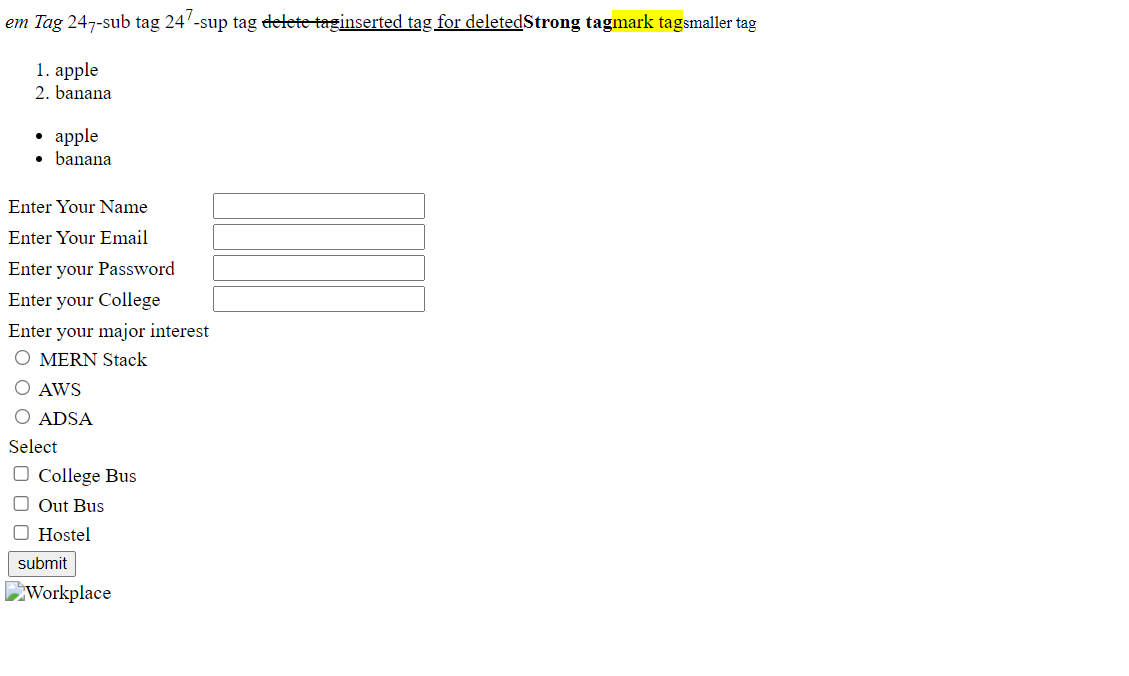 em Tag 24₇-sub tag 24⁷-sup tag delete taginserted tag for deletedStrong tagmark tagsmaller tag
1. apple
2. banana
• apple
• banana
Enter Your Name
Enter Your Email
Enter your Password
Enter your College
Enter your major interest
MERN Stack
AWS
ADSA
Select
College Bus
Out Bus
Hostel
submit
Workplace